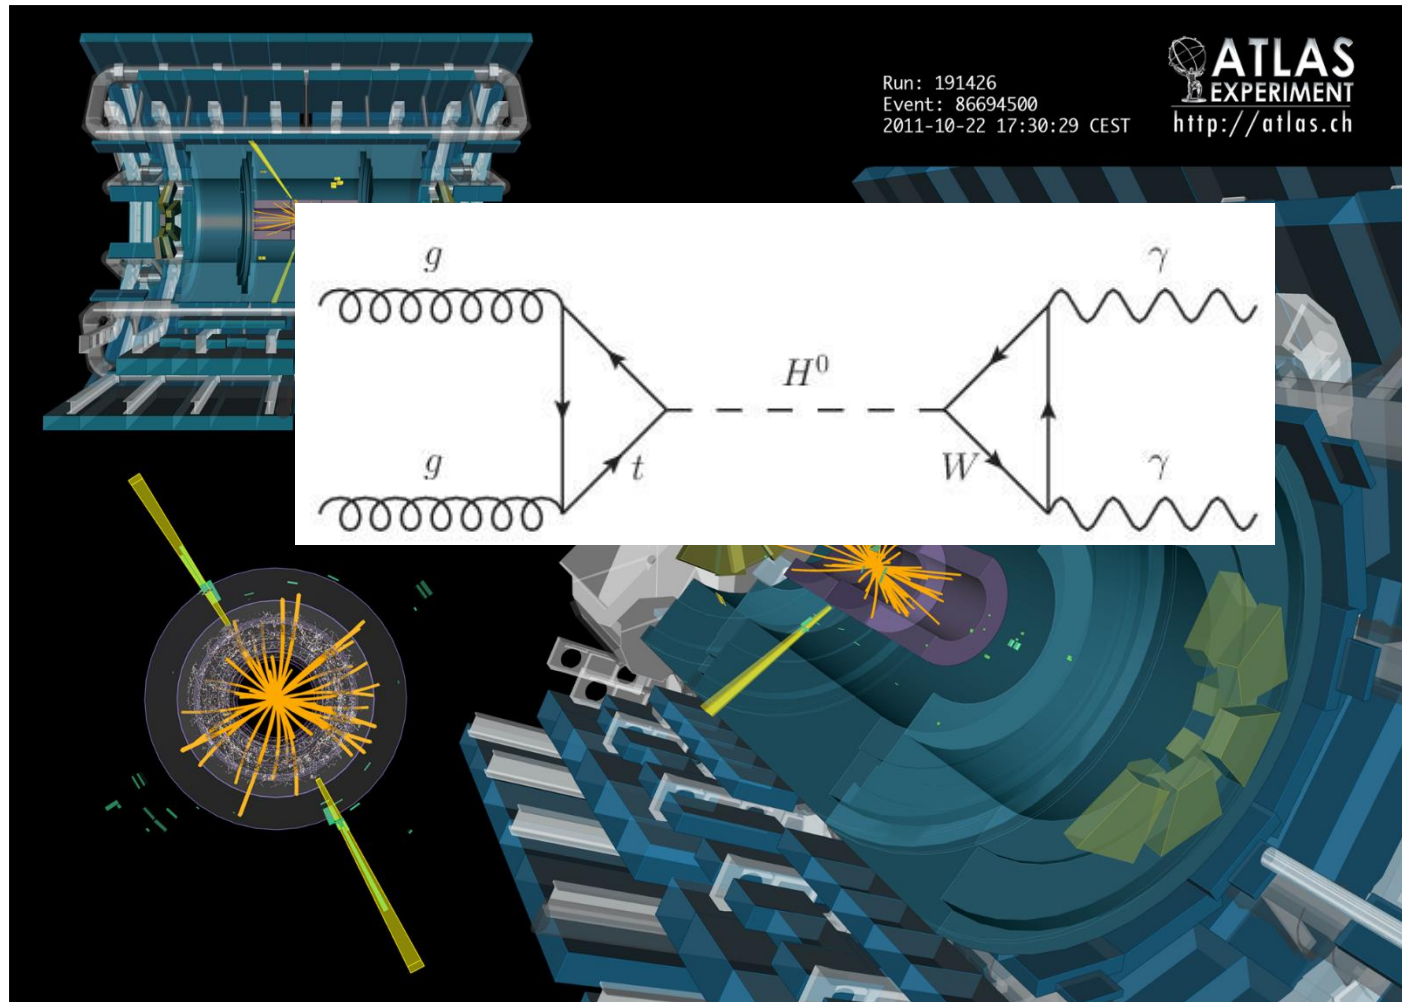 Run: 191426
Event: 86694500
2011-10-22 17:30:29 CEST
ATLAS
EXPERIMENT
http://atlas.ch
g
γ
H⁰
g
t
W
γ